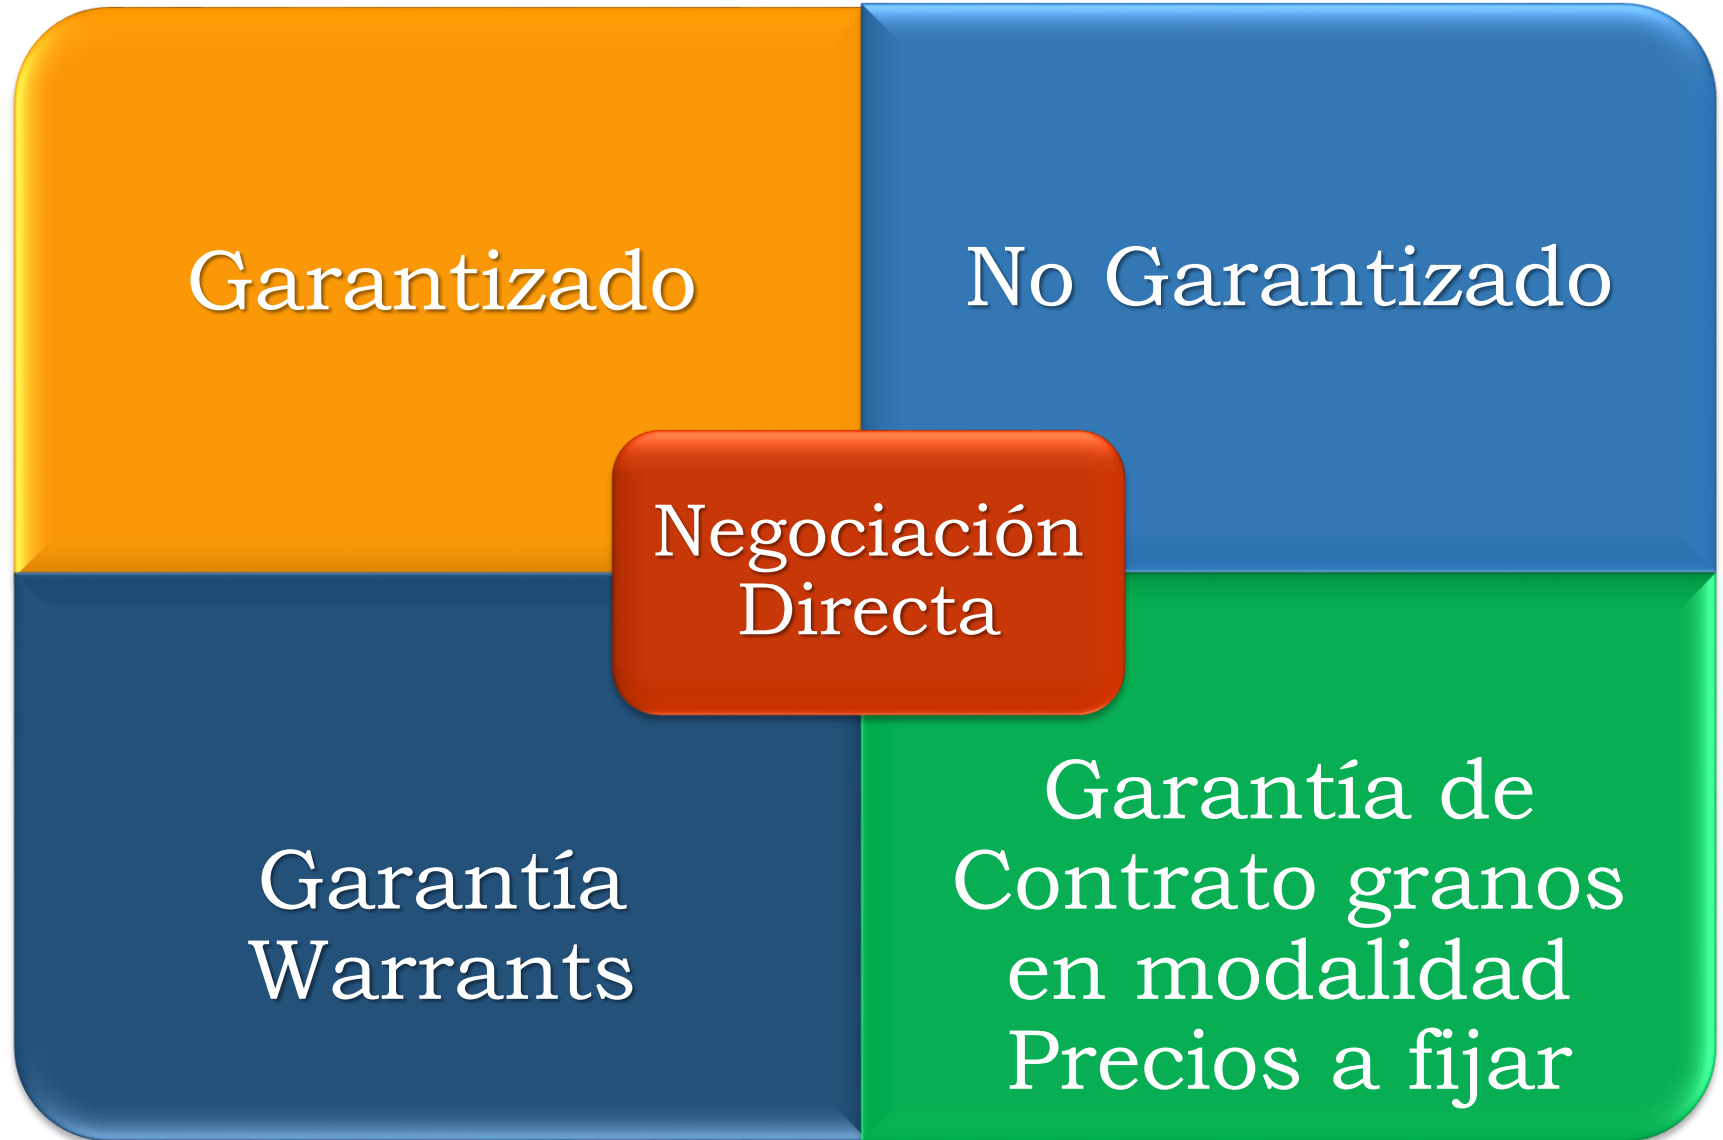 Garantizado
No Garantizado
Negociación
Directa
Garantía
Warrants
Garantía de
Contrato granos
en modalidad
Precios a fijar